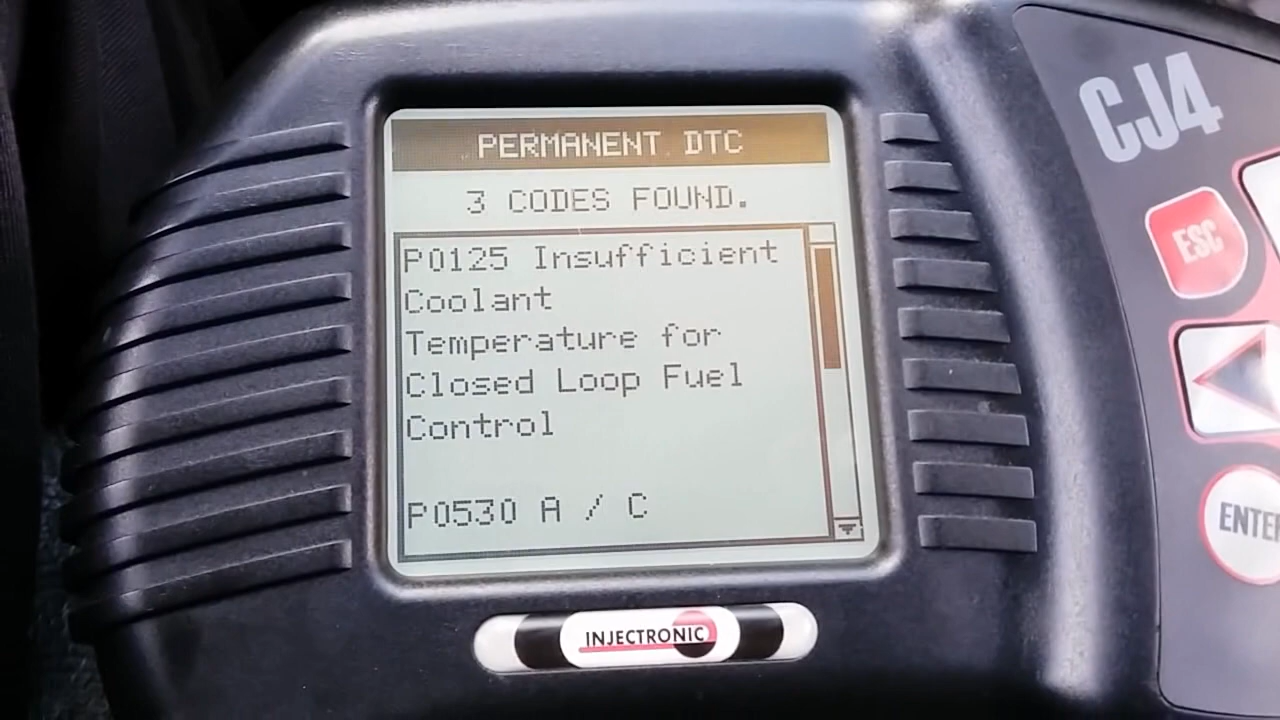 PERMANENT DTC
3 CODES FOUND.
P0125 Insufficient
Coolant
Temperature for
Closed Loop Fuel
Control
P0530 A / C
INJECTRONIC
CJ4
ESC
ENTER